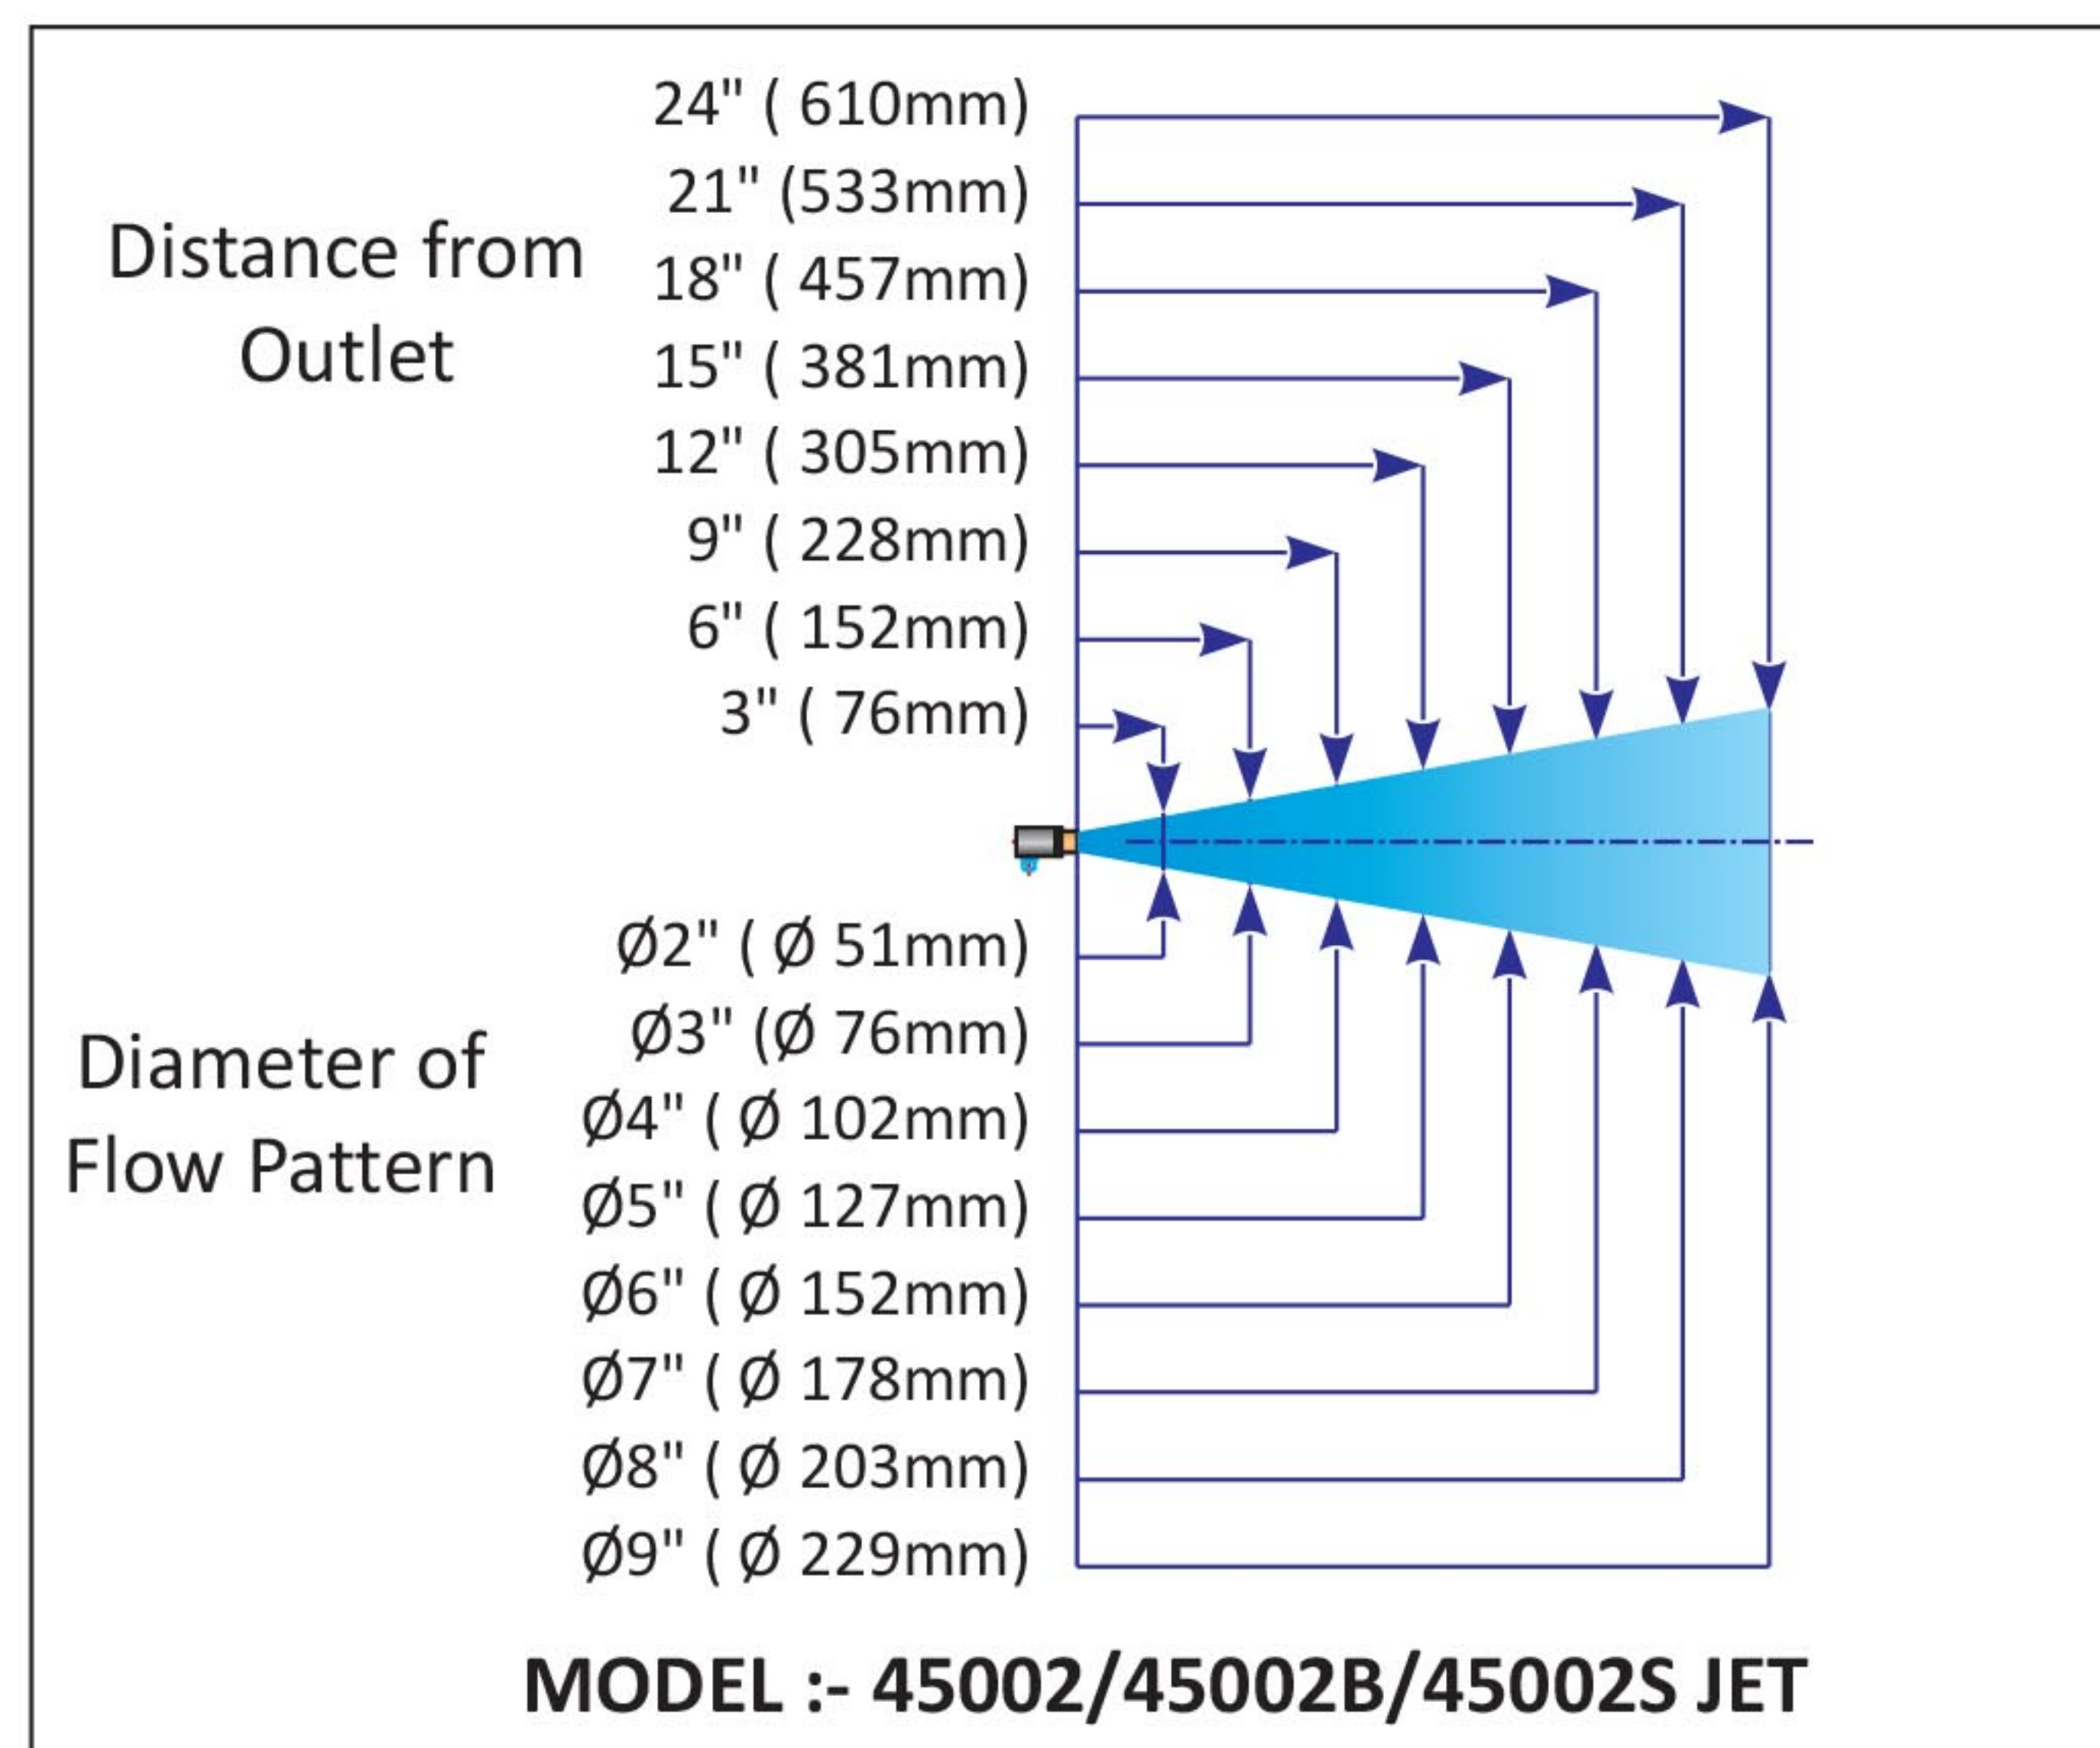 24" ( 610mm)
21" (533mm)
18" ( 457mm)
15" ( 381mm)
12" ( 305mm)
9" ( 228mm)
6" ( 152mm)
3" ( 76mm)
Distance from
Outlet
Ø2" ( Ø 51mm)
Ø3" (Ø 76mm)
Ø4" ( Ø 102mm)
Ø5" ( Ø 127mm)
Ø6" ( Ø 152mm)
Ø7" ( Ø 178mm)
Ø8" ( Ø 203mm)
Ø9" ( Ø 229mm)
Diameter of
Flow Pattern
MODEL :- 45002/45002B/45002S JET